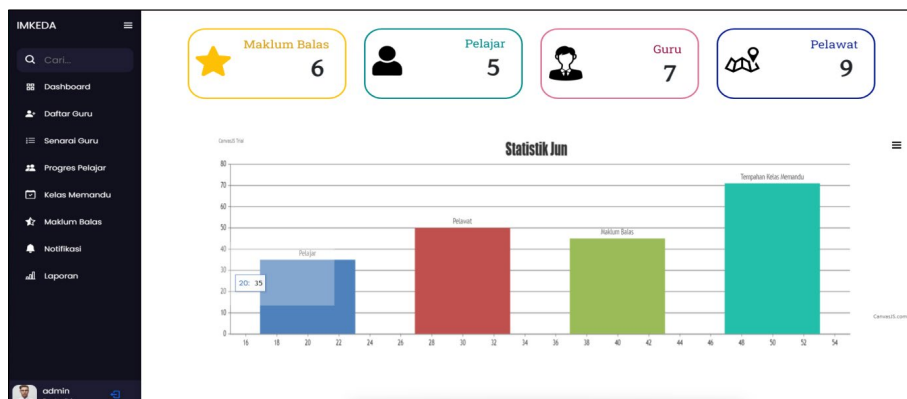 IMKEDA
Cari...
Dashboard
Daftar Guru
Senarai Guru
Progres Pelajar
Kelas Memandu
Maklum Balas
Notifikasi
Laporan
admin
Maklum Balas
6
Pelajar
5
Guru
7
Pelawat
9
CanvasJS Trial
Statistik Jun
80
70
60
50
40
30
20
10
0
Pelajar
Pelawat
Maklum Balas
Tempahan Kelas Memandu
20: 35
16 18 20 22 24 26 28 30 32 34 36 38 40 42 44 46 48 50 52 54
CanvasJS.com